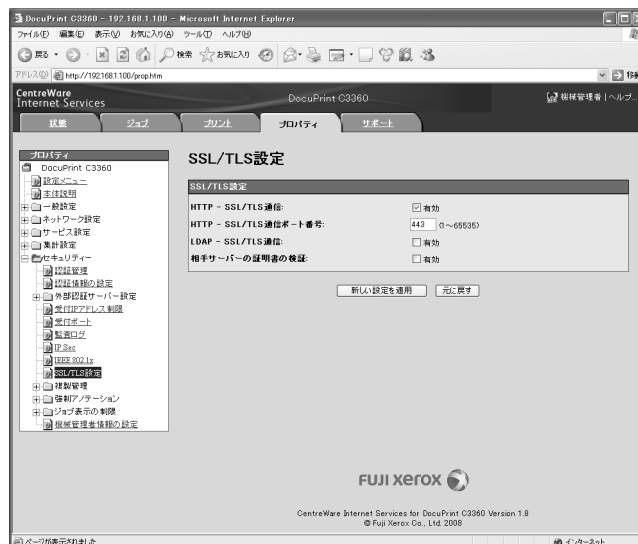 DocuPrint C3360 - 192.168.1.100 - Microsoft Internet Explorer
ファイル(F) 編集(E) 表示(V) お気に入り(A) ツール(T) ヘルプ(H)
戻る 検索 お気に入り
アドレス(D) http://192.168.1.100/prop.htm 移動
CentreWare
Internet Services
DocuPrint C3360
機械管理者 | ヘルプ...
状態 ジョブ プリント プロパティ サポート
プロパティ
DocuPrint C3360
設定メニュー
本体説明
一般設定
ネットワーク設定
サービス設定
集計設定
セキュリティー
認証管理
認証情報の設定
外部認証サーバー設定
受付IPアドレス制限
受付ポート
監査ログ
IP Sec
IEEE 802.1x
SSL/TLS設定
複製管理
強制アノテーション
ジョブ表示の制限
機械管理者情報の設定
SSL/TLS設定
SSL/TLS設定
HTTP - SSL/TLS通信: 有効
HTTP - SSL/TLS通信ポート番号: 443 (1～65535)
LDAP - SSL/TLS通信: 有効
相手サーバーの証明書の検証: 有効
新しい設定を適用 元に戻す
FUJI XEROX
CentreWare Internet Services for DocuPrint C3360 Version 1.8
© Fuji Xerox Co., Ltd. 2008
ページが表示されました インターネット